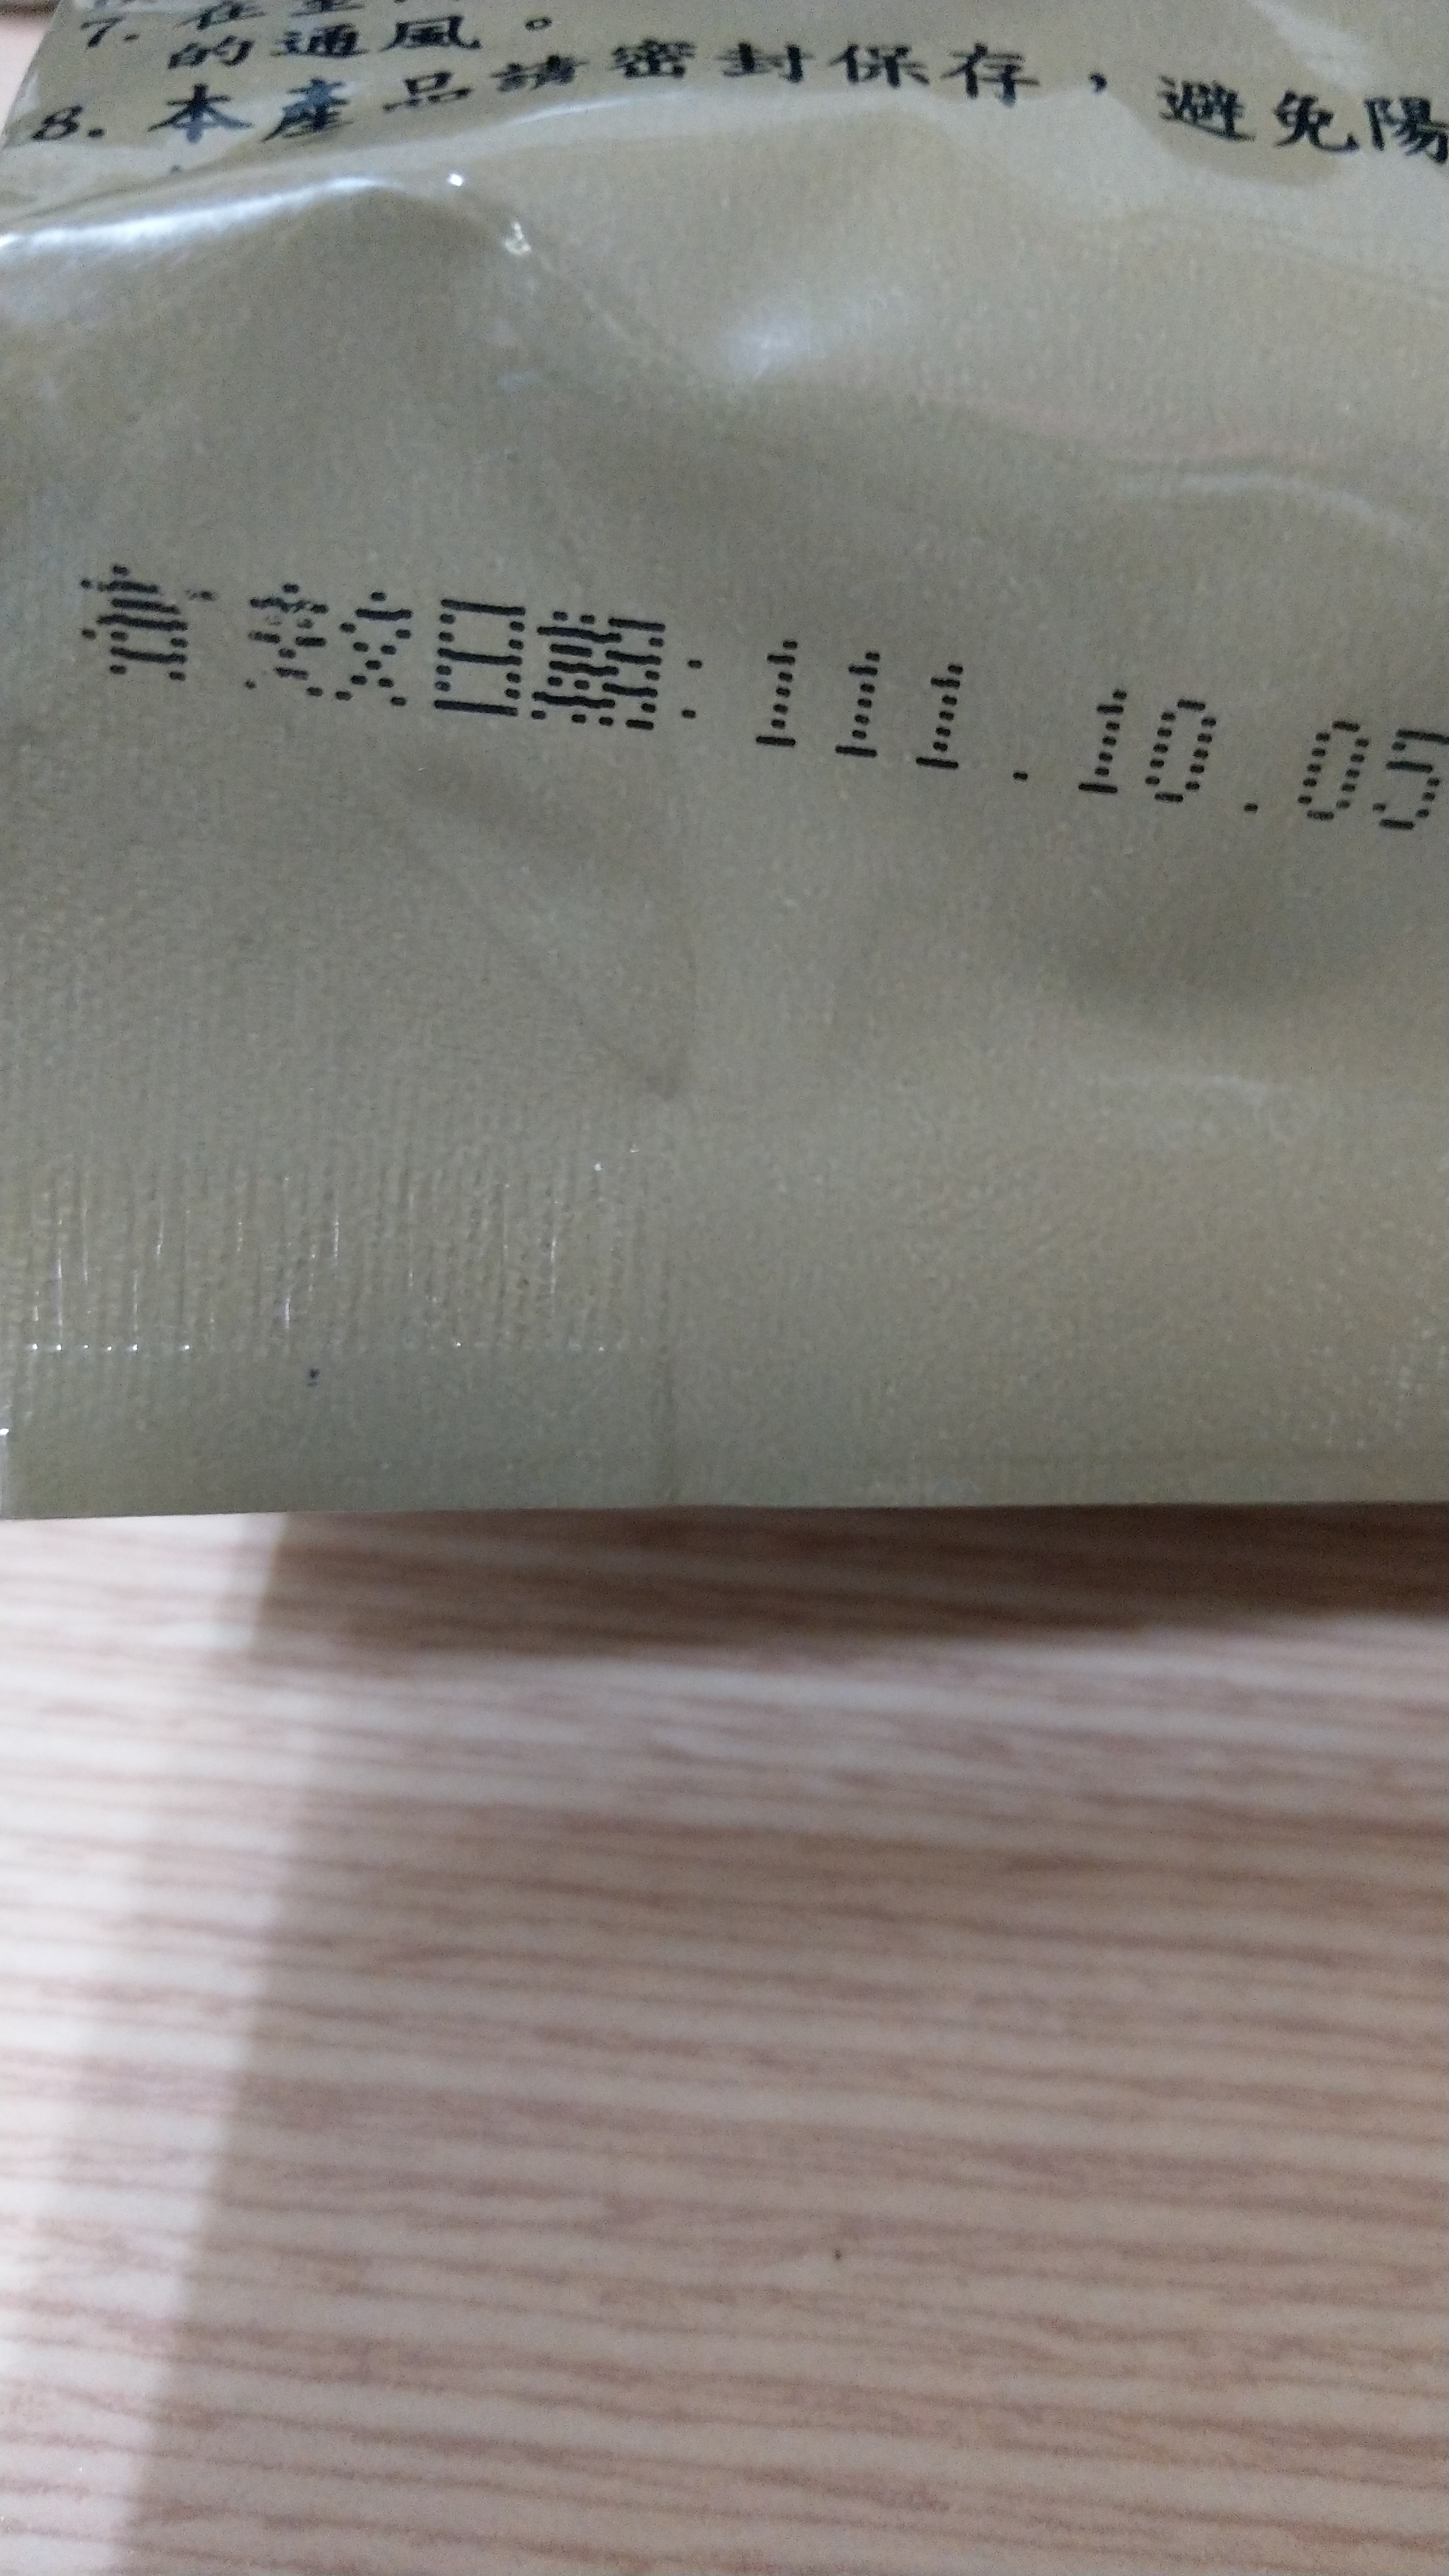 7. 在室
的通風。
8. 本產品請密封保存，避免陽
有效日期:111.10.05